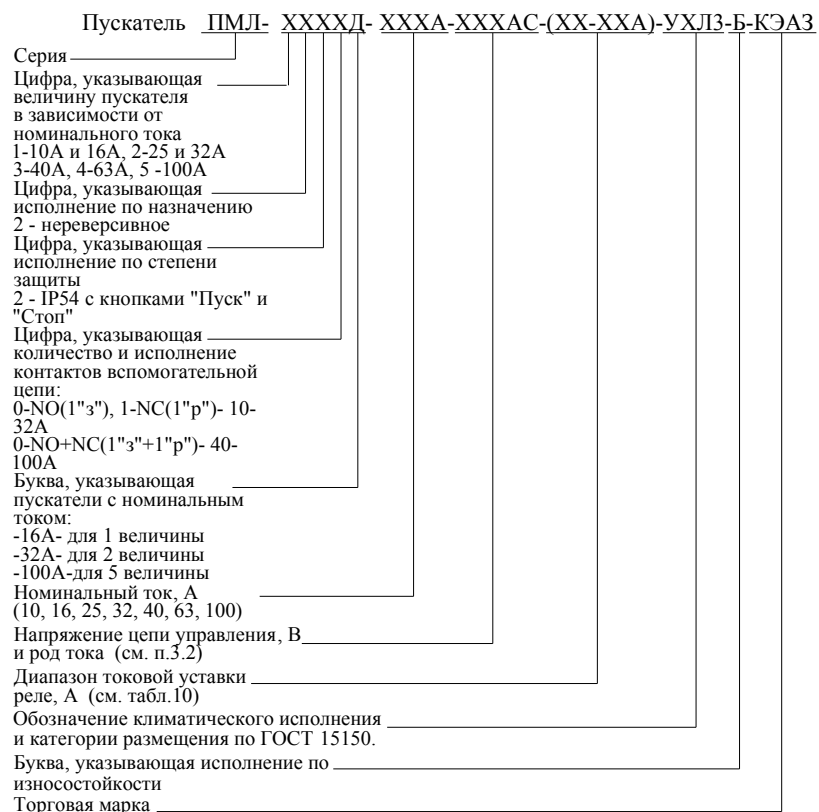 Пускатель ПМЛ- ХХХХД- ХХХА-ХХХАС-(ХХ-ХХА)-УХЛ3-Б-КЭАЗ
Серия
Цифра, указывающая
величину пускателя
в зависимости от
номинального тока
1-10А и 16А, 2-25 и 32А
3-40А, 4-63А, 5 -100А
Цифра, указывающая
исполнение по назначению
2 - нереверсивное
Цифра, указывающая
исполнение по степени
защиты
2 - IP54 с кнопками "Пуск" и
"Стоп"
Цифра, указывающая
количество и исполнение
контактов вспомогательной
цепи:
0-NO(1"з"), 1-NC(1"р")- 10-
32А
0-NO+NC(1"з"+1"р")- 40-
100А
Буква, указывающая
пускатели с номинальным
током:
-16А- для 1 величины
-32А- для 2 величины
-100А-для 5 величины
Номинальный ток, А
(10, 16, 25, 32, 40, 63, 100)
Напряжение цепи управления, В
и род тока (см. п.3.2)
Диапазон токовой уставки
реле, А (см. табл.10)
Обозначение климатического исполнения
и категории размещения по ГОСТ 15150.
Буква, указывающая исполнение по
износостойкости
Торговая марка